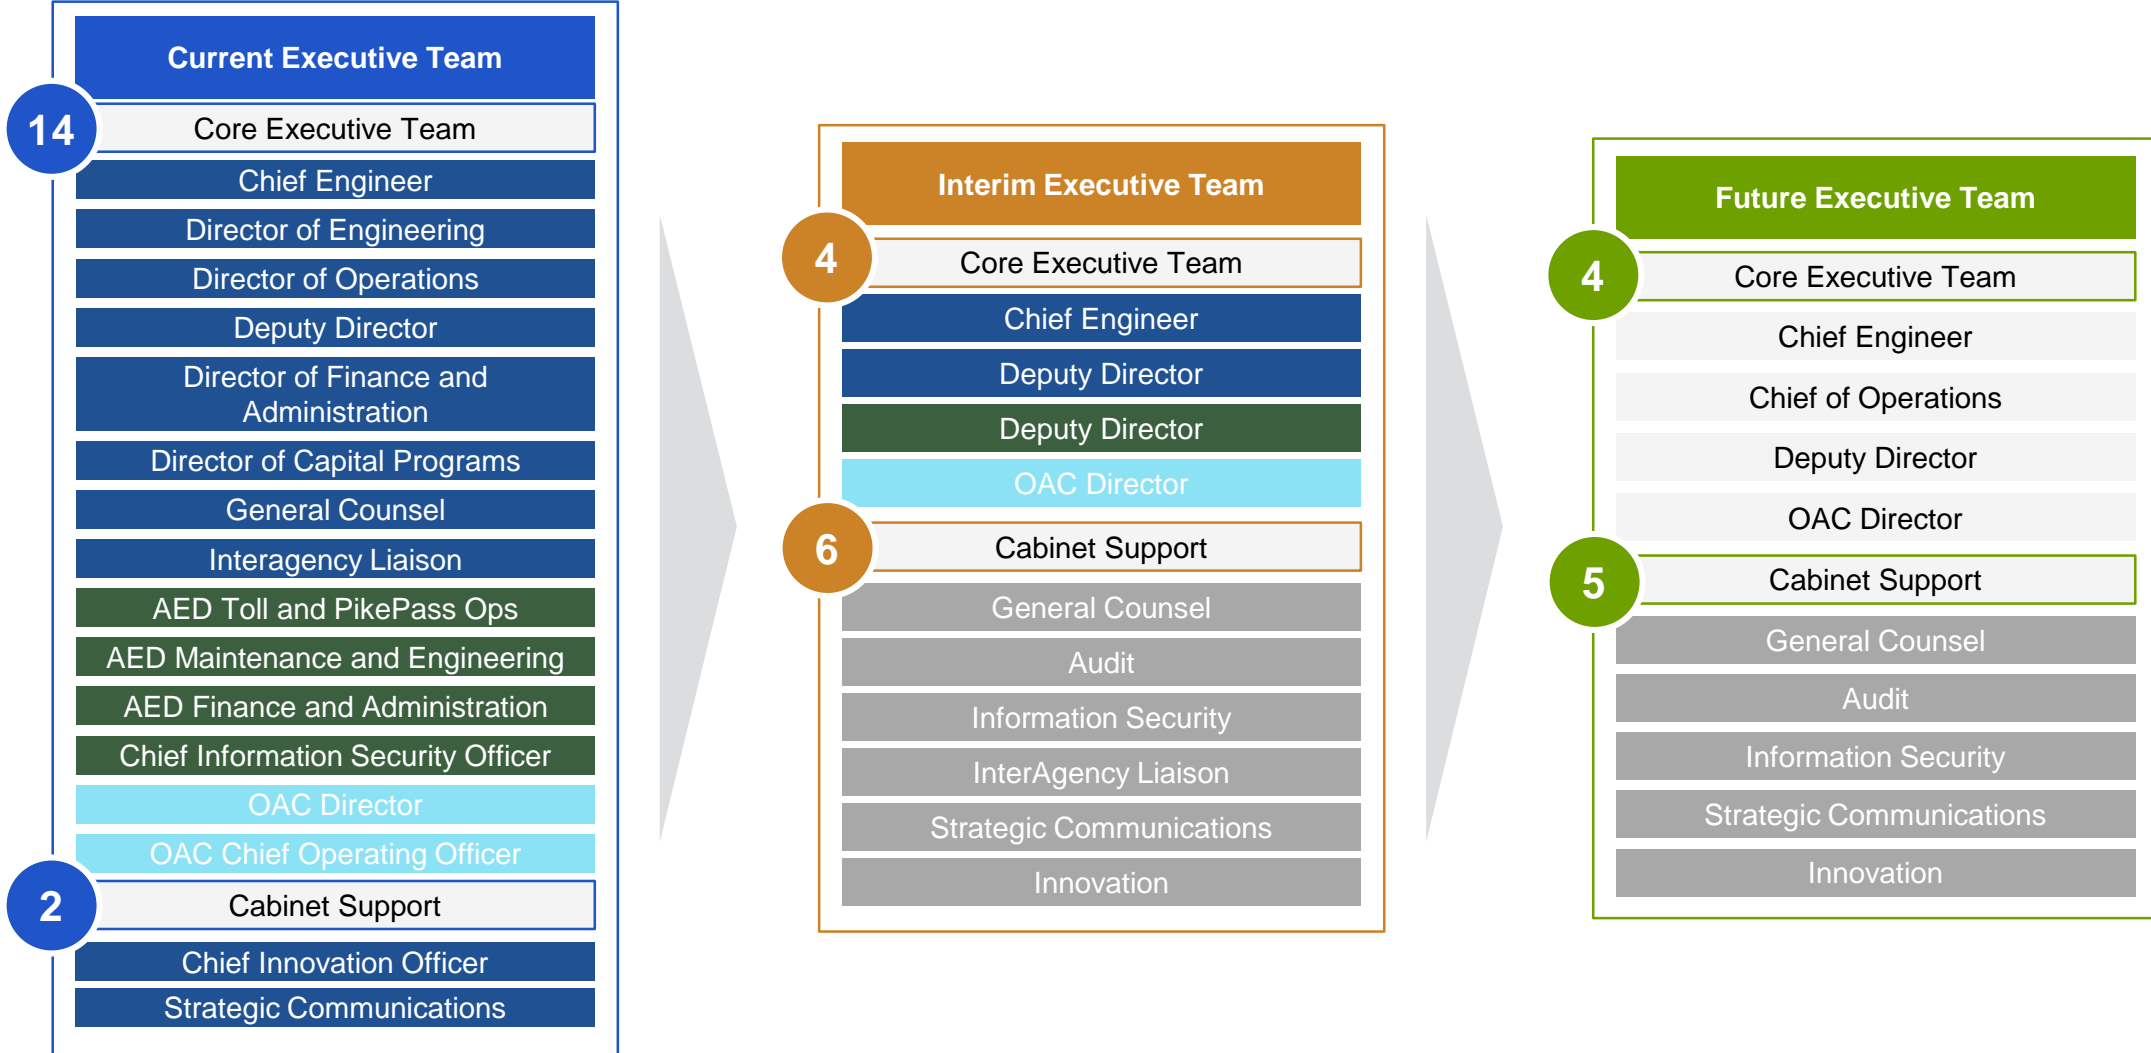 Current Executive Team
14
Core Executive Team
Chief Engineer
Director of Engineering
Director of Operations
Deputy Director
Director of Finance and
Administration
Director of Capital Programs
General Counsel
Interagency Liaison
AED Toll and PikePass Ops
AED Maintenance and Engineering
AED Finance and Administration
Chief Information Security Officer
OAC Director
OAC Chief Operating Officer
2
Cabinet Support
Chief Innovation Officer
Strategic Communications
Interim Executive Team
4
Core Executive Team
Chief Engineer
Deputy Director
Deputy Director
OAC Director
6
Cabinet Support
General Counsel
Audit
Information Security
InterAgency Liaison
Strategic Communications
Innovation
Future Executive Team
4
Core Executive Team
Chief Engineer
Chief of Operations
Deputy Director
OAC Director
5
Cabinet Support
General Counsel
Audit
Information Security
Strategic Communications
Innovation